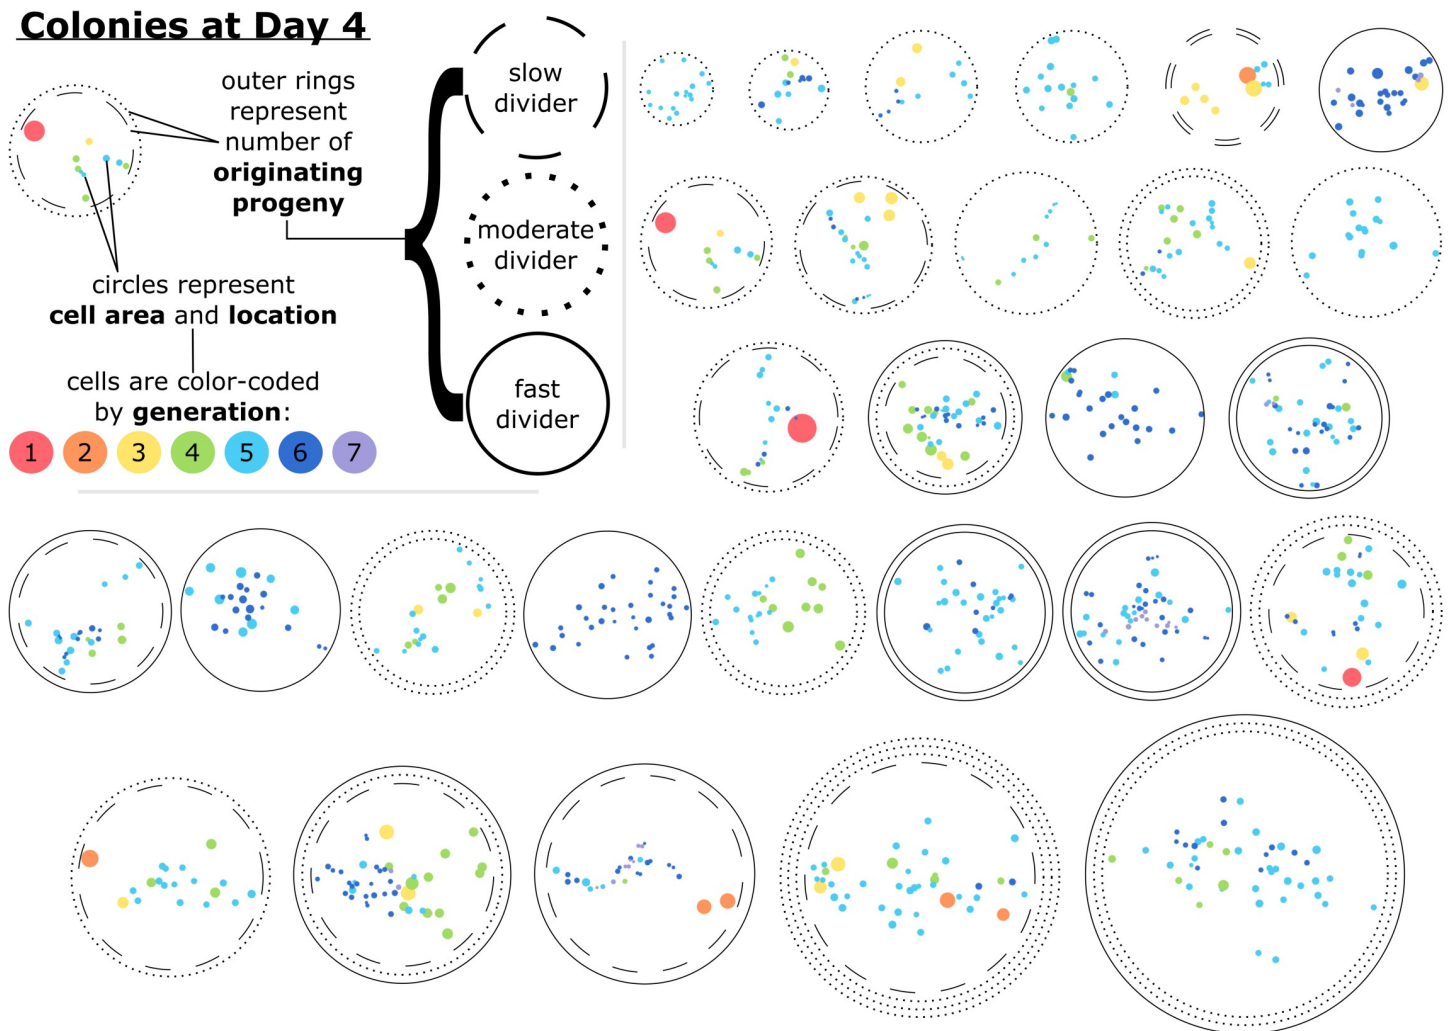 Colonies at Day 4
outer rings
represent
number of
originating
progeny
circles represent
cell area and location
cells are color-coded
by generation:
1 2 3 4 5 6 7
slow
divider
moderate
divider
fast
divider